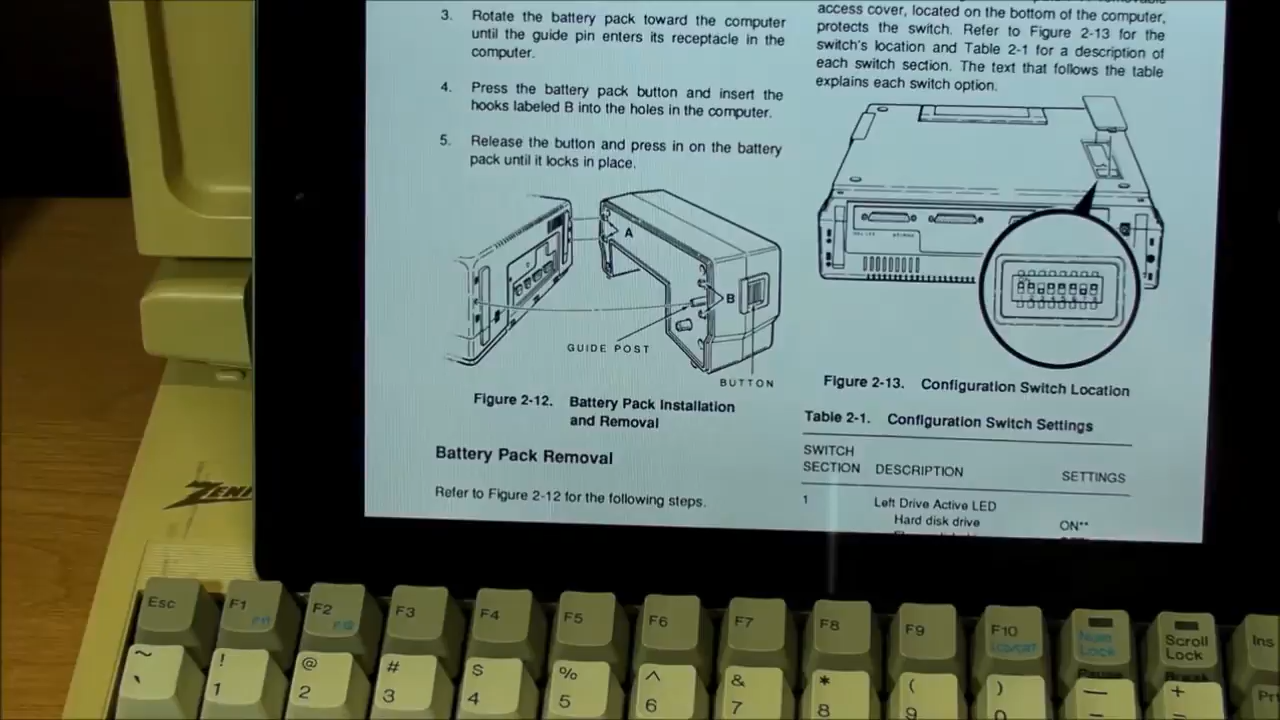 3. Rotate the battery pack toward the computer
until the guide pin enters its receptacle in the
computer.
4. Press the battery pack button and insert the
hooks labeled B into the holes in the computer.
5. Release the button and press in on the battery
pack until it locks in place.
A
B
GUIDE POST
BUTTON
Figure 2-12. Battery Pack Installation
and Removal
Battery Pack Removal
Refer to Figure 2-12 for the following steps.
access cover, located on the bottom of the computer,
protects the switch. Refer to Figure 2-13 for the
switch's location and Table 2-1 for a description of
each switch section. The text that follows the table
explains each switch option.
Figure 2-13. Configuration Switch Location
Table 2-1. Configuration Switch Settings
SWITCH
SECTION DESCRIPTION SETTINGS
1 Left Drive Active LED
Hard disk drive ON**
ZENI
Esc F1 F2 F3 F4 F5 F6 F7 F8 F9 F10 Num Lock Scroll Lock Ins
F11 F12
Pause
~ ! @ # $ % ^ & * ( ) — +
` 1 2 3 4 5 6 7 8 9 0